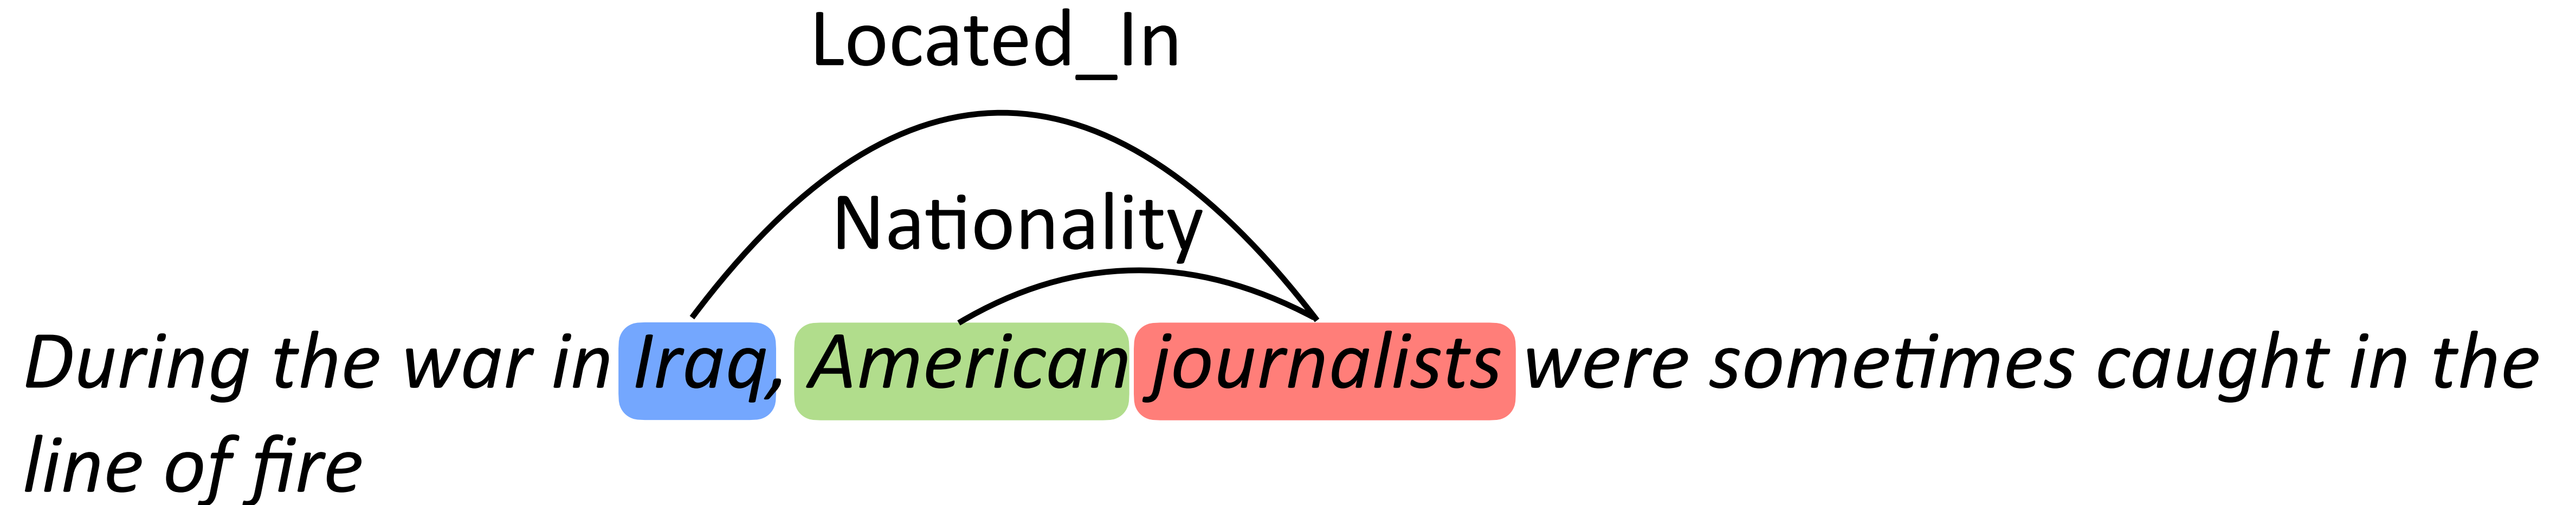 Located_In
Nationality
During the war in Iraq, American journalists were sometimes caught in the
line of fire